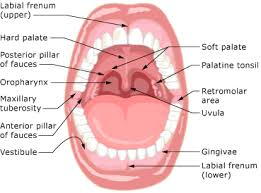 Labial frenum
(upper)
Hard palate
Posterior pillar
of fauces
Oropharynx
Maxillary
tuberosity
Anterior pillar
of fauces
Vestibule
Soft palate
Palatine tonsil
Retromolar
area
Uvula
Gingivae
Labial frenum
(lower)